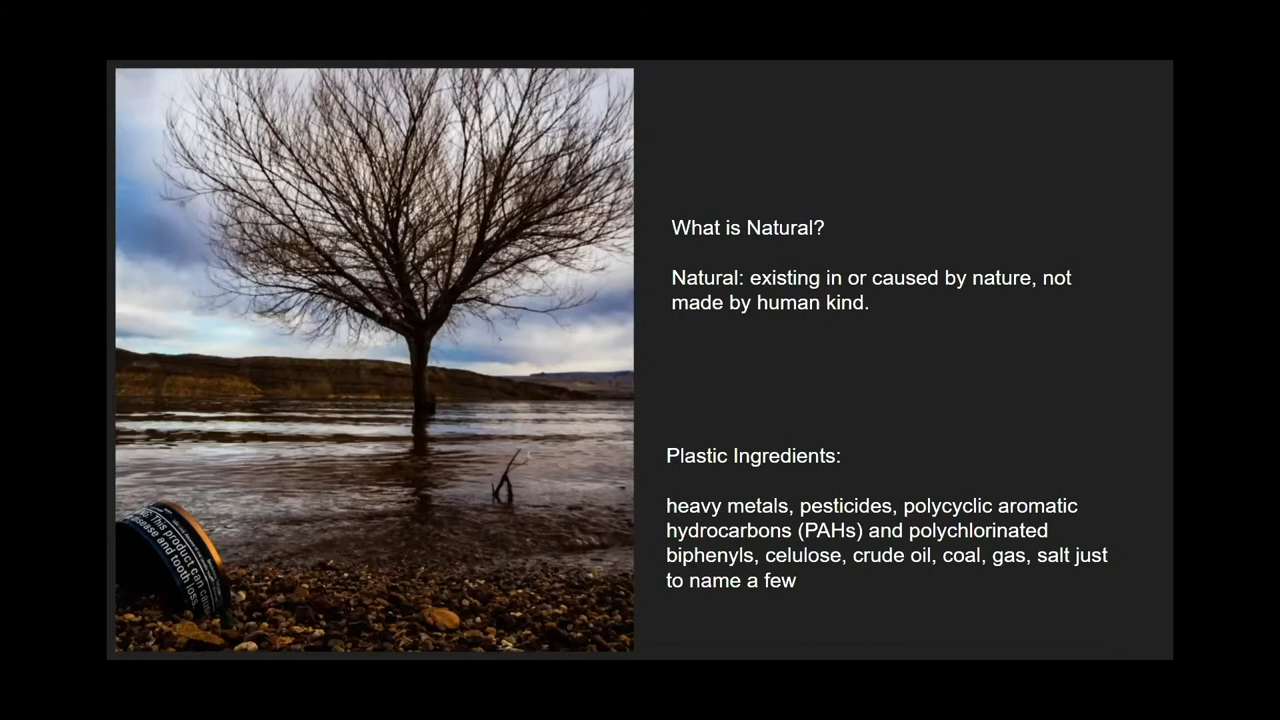 What is Natural?
Natural: existing in or caused by nature, not
made by human kind.
Plastic Ingredients:
heavy metals, pesticides, polycyclic aromatic
hydrocarbons (PAHs) and polychlorinated
biphenyls, celulose, crude oil, coal, gas, salt just
to name a few
This product can cause
disease and tooth loss.